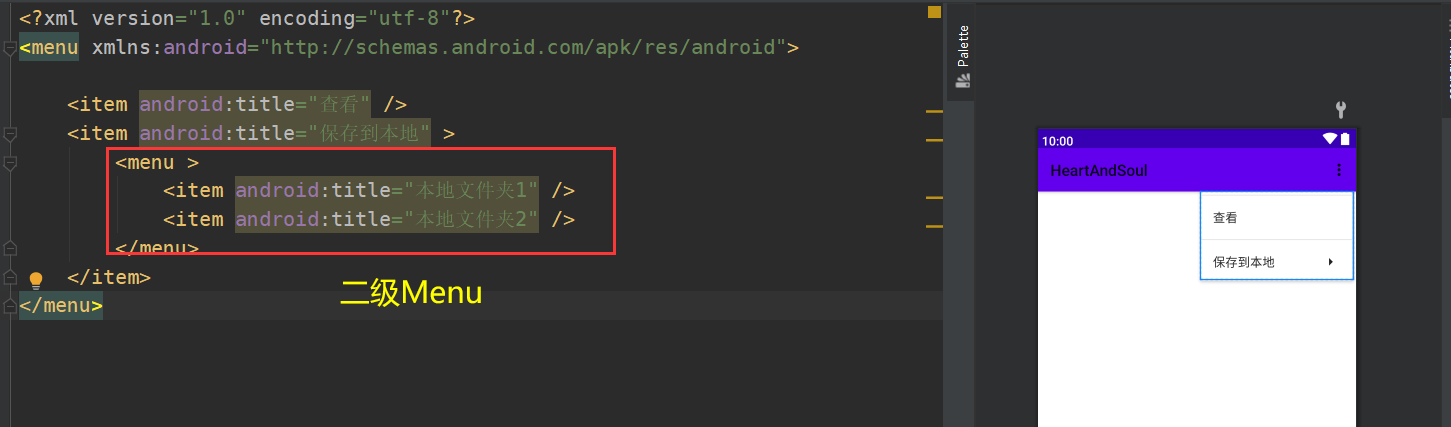 <?xml version="1.0" encoding="utf-8"?>
<menu xmlns:android="http://schemas.android.com/apk/res/android">
<item android:title="查看" />
<item android:title="保存到本地" >
<menu >
<item android:title="本地文件夹1" />
<item android:title="本地文件夹2" />
</menu>
</item>
</menu>
二级Menu
Palette
10:00
HeartAndSoul
查看
保存到本地